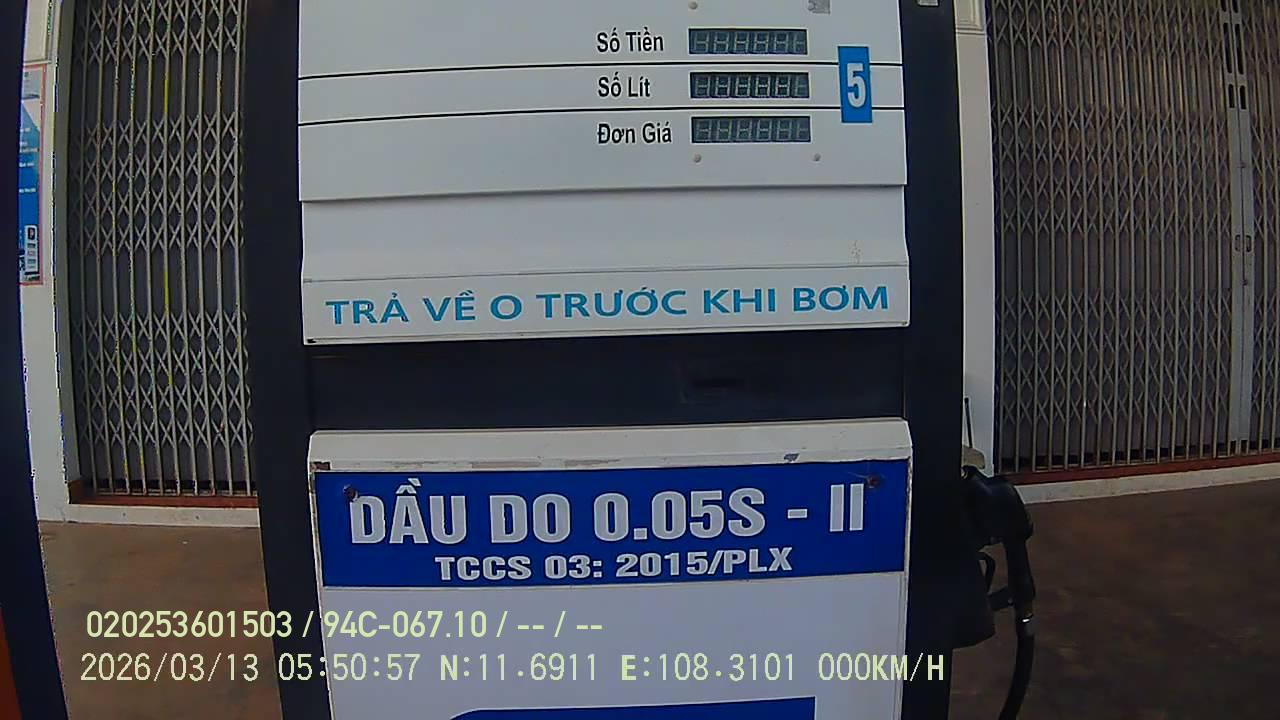 Số Tiền
Số Lít
5
Đơn Giá
TRẢ VỀ O TRƯỚC KHI BƠM
DẦU DO 0.05S - II
TCCS 03: 2015/PLX
020253601503 / 94C-067.10 / -- / --
2026/03/13 05:50:57 N:11.6911 E:108.3101 000KM/H